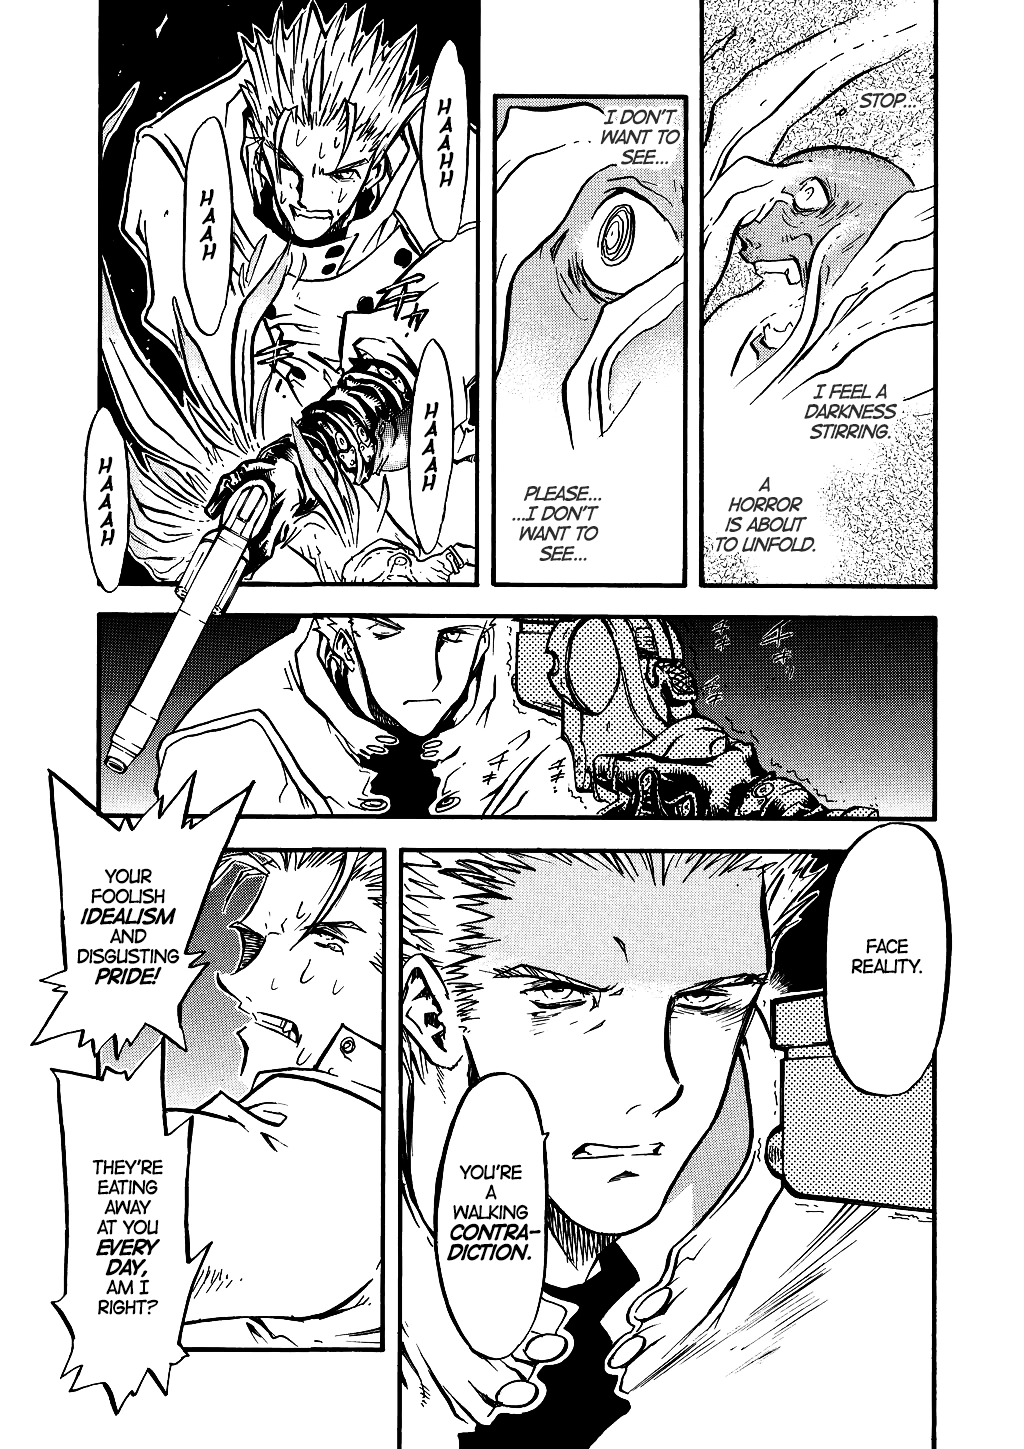 STOP...
I FEEL A
DARKNESS
STIRRING.
A
HORROR
IS ABOUT
TO UNFOLD.
I DON'T
WANT TO
SEE...
PLEASE...
...I DON'T
WANT TO
SEE...
HAAHH
HAAH
HAAAH
HAAAH
FACE
REALITY.
YOU'RE
A
WALKING
CONTRA-
DICTION.
YOUR
FOOLISH
IDEALISM
AND
DISGUSTING
PRIDE!
THEY'RE
EATING
AWAY
AT YOU
EVERY
DAY,
AM I
RIGHT?